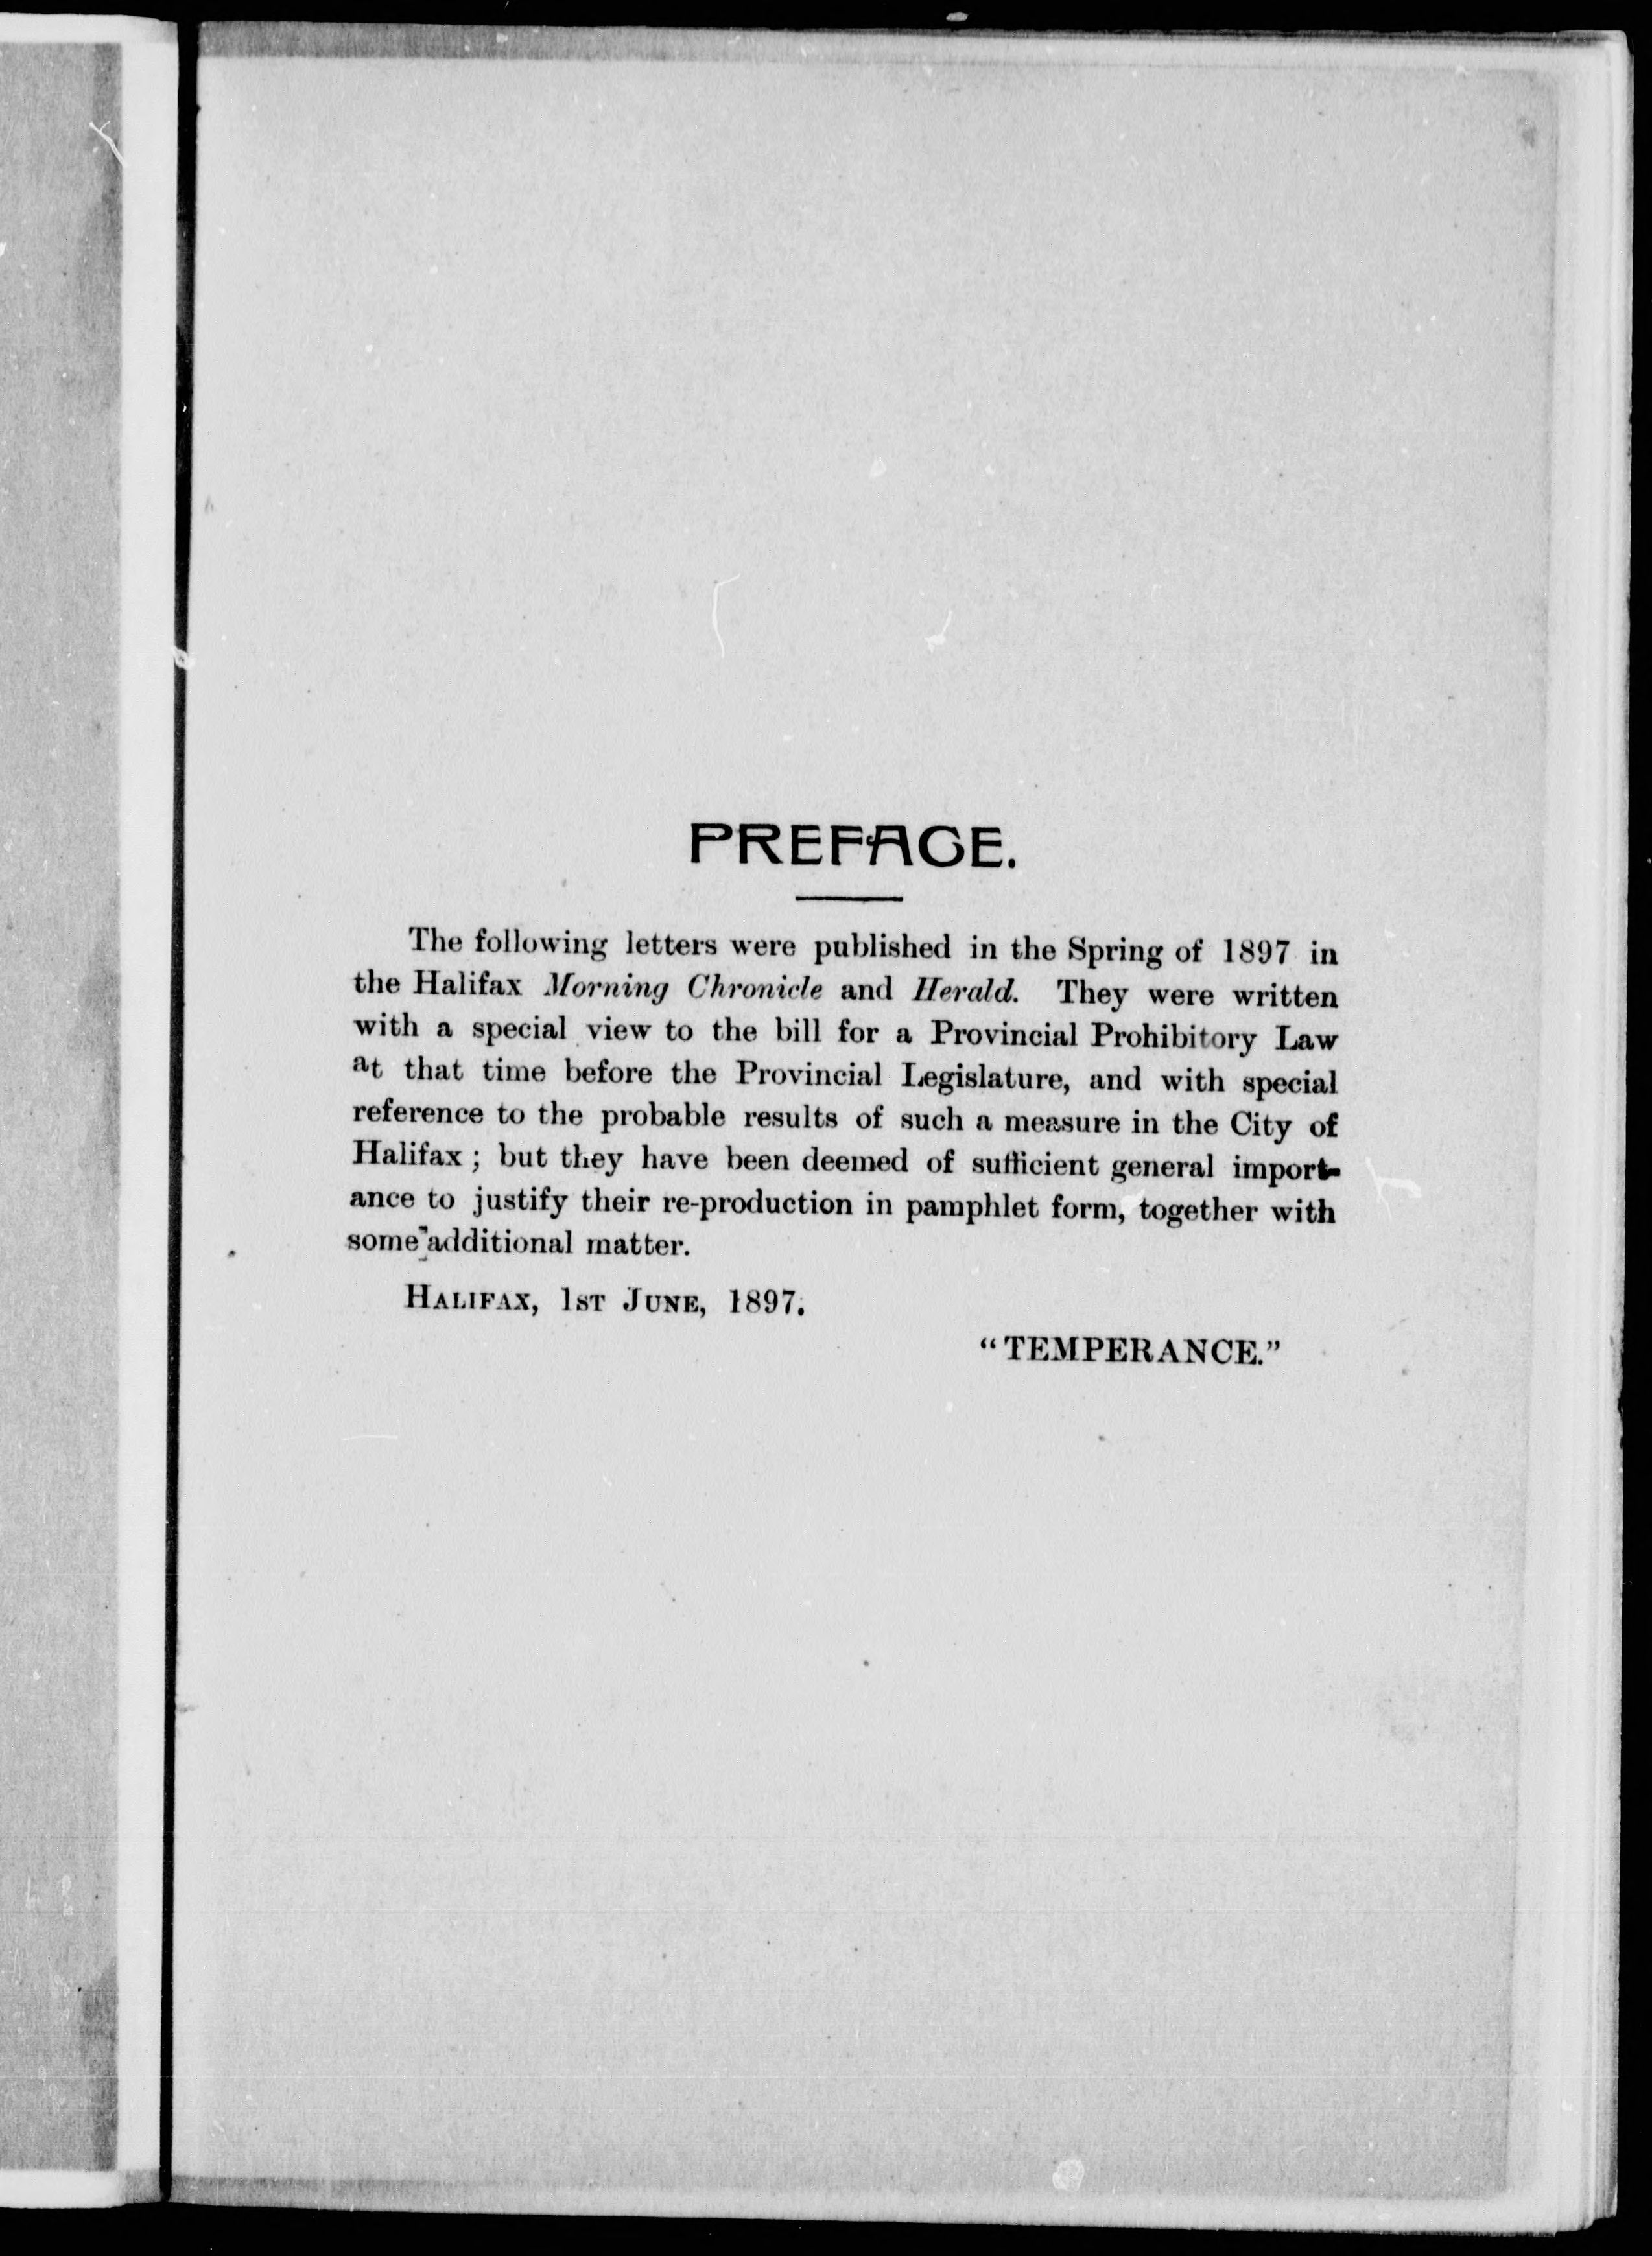 PREFACE.
The following letters were published in the Spring of 1897 in
the Halifax Morning Chronicle and Herald. They were written
with a special view to the bill for a Provincial Prohibitory Law
at that time before the Provincial Legislature, and with special
reference to the probable results of such a measure in the City of
Halifax; but they have been deemed of sufficient general import-
ance to justify their re-production in pamphlet form, together with
some additional matter.
HALIFAX, 1ST JUNE, 1897.
"TEMPERANCE."